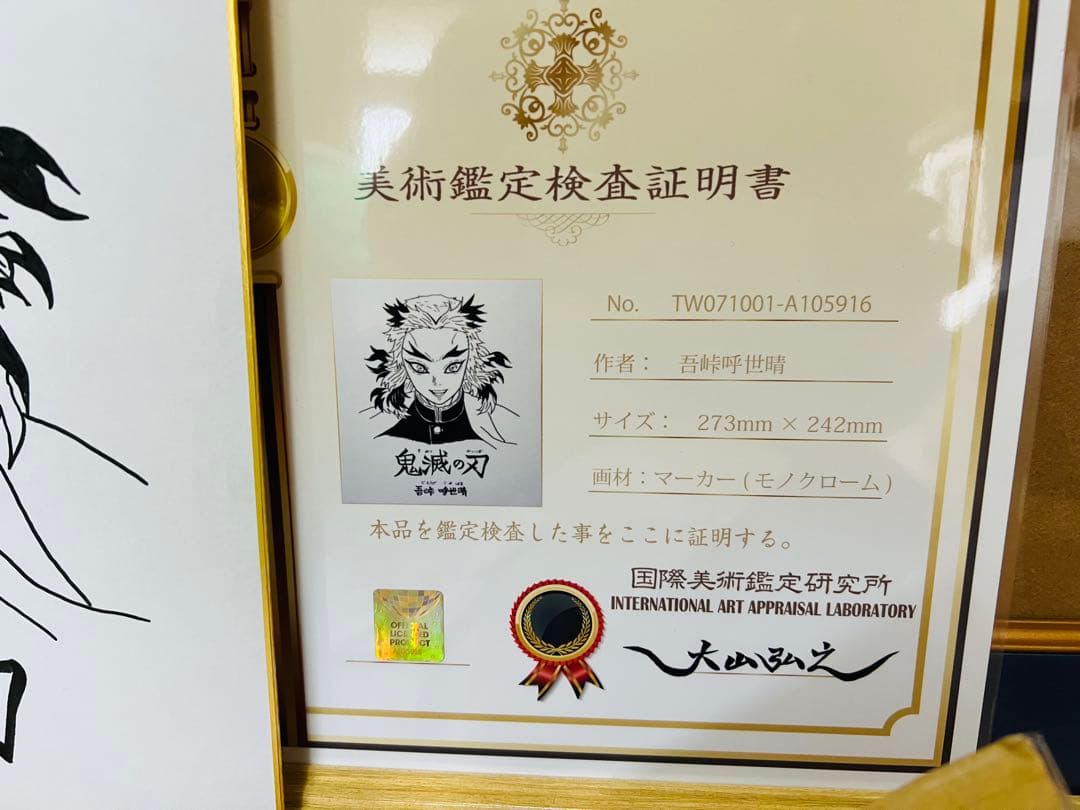 美術鑑定検査証明書
No. TW071001-A105916
作者： 吾峠呼世晴
サイズ： 273mm × 242mm
画材：マーカー(モノクローム)
鬼滅の刃
吾峠呼世晴
本品を鑑定検査した事をここに証明する。
国際美術鑑定研究所
INTERNATIONAL ART APPRAISAL LABORATORY
OFFICIAL
LICENSED
PRODUCT
大山弘之
刃